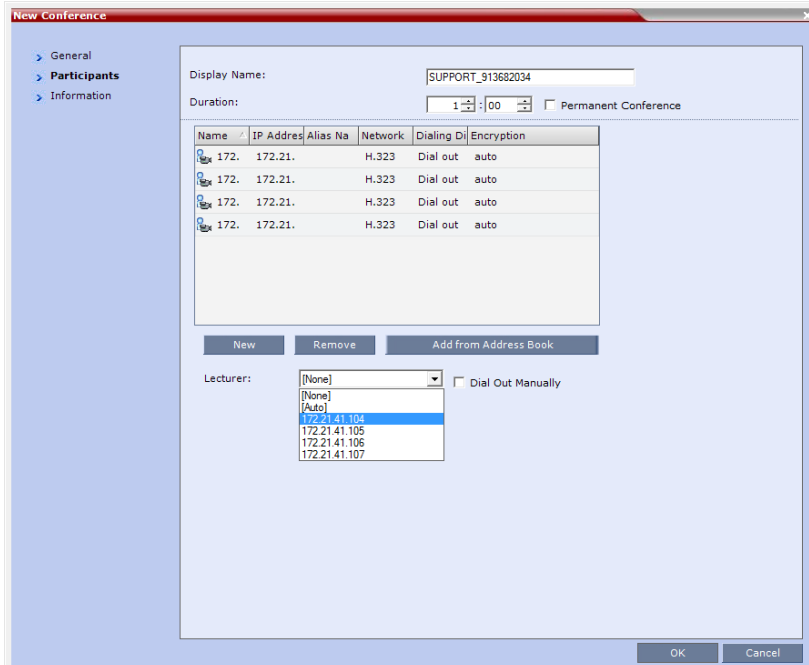 New Conference
General
Participants
Information
Display Name: SUPPORT_913682034
Duration: 1 : 00 Permanent Conference
Name IP Addres Alias Na Network Dialing Di Encryption
172. 172.21. H.323 Dial out auto
172. 172.21. H.323 Dial out auto
172. 172.21. H.323 Dial out auto
172. 172.21. H.323 Dial out auto
New Remove Add from Address Book
Lecturer: [None] Dial Out Manually
[None]
[Auto]
172.21.41.104
172.21.41.105
172.21.41.106
172.21.41.107
OK Cancel